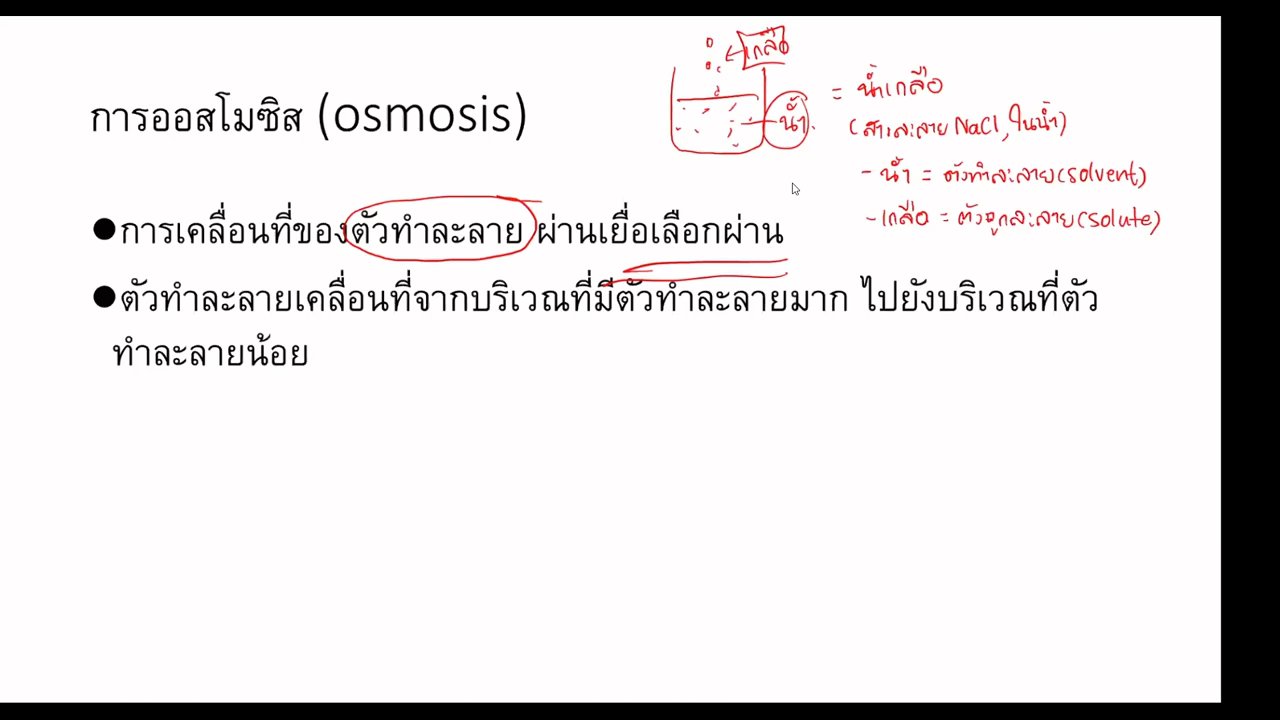 เกลือ
การออสโมซิส (osmosis)
น้ำ
= น้ำเกลือ
(สารละลาย NaCl ในน้ำ)
- น้ำ = ตัวทำละลาย(solvent)
- เกลือ = ตัวถูกละลาย(solute)
●การเคลื่อนที่ของตัวทำละลาย ผ่านเยื่อเลือกผ่าน
●ตัวทำละลายเคลื่อนที่จากบริเวณที่มีตัวทำละลายมาก ไปยังบริเวณที่ตัว
ทำละลายน้อย